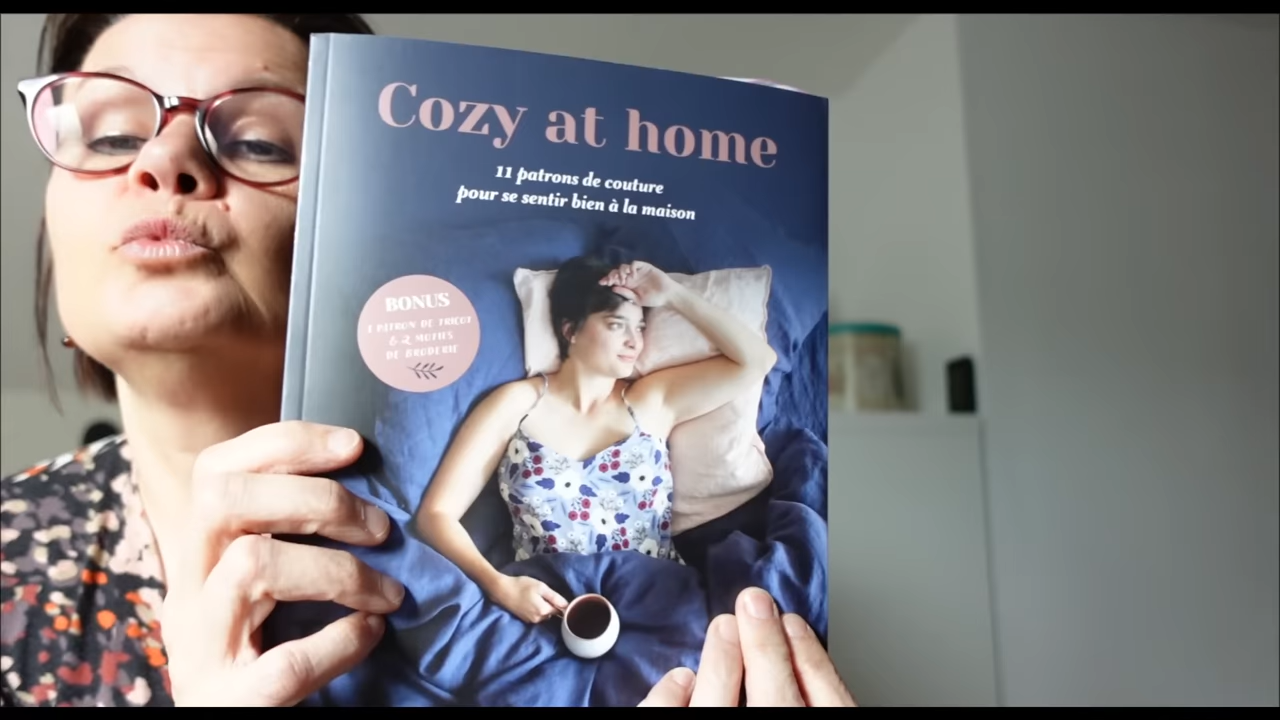 Cozy at home
11 patrons de couture
pour se sentir bien à la maison
BONUS
1 PATRON DE TRICOT
& 2 MOTIFS
DE BRODERIE